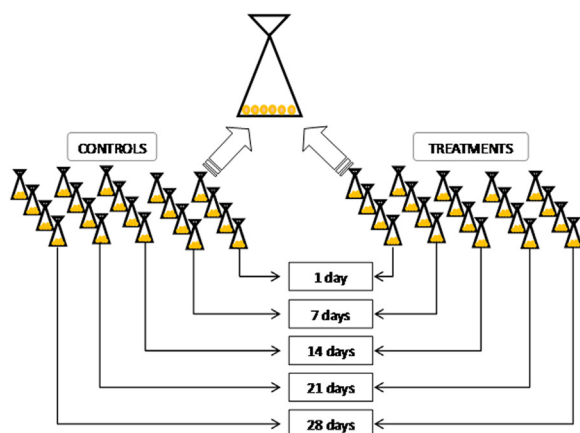 CONTROLS
TREATMENTS
1 day
7 days
14 days
21 days
28 days